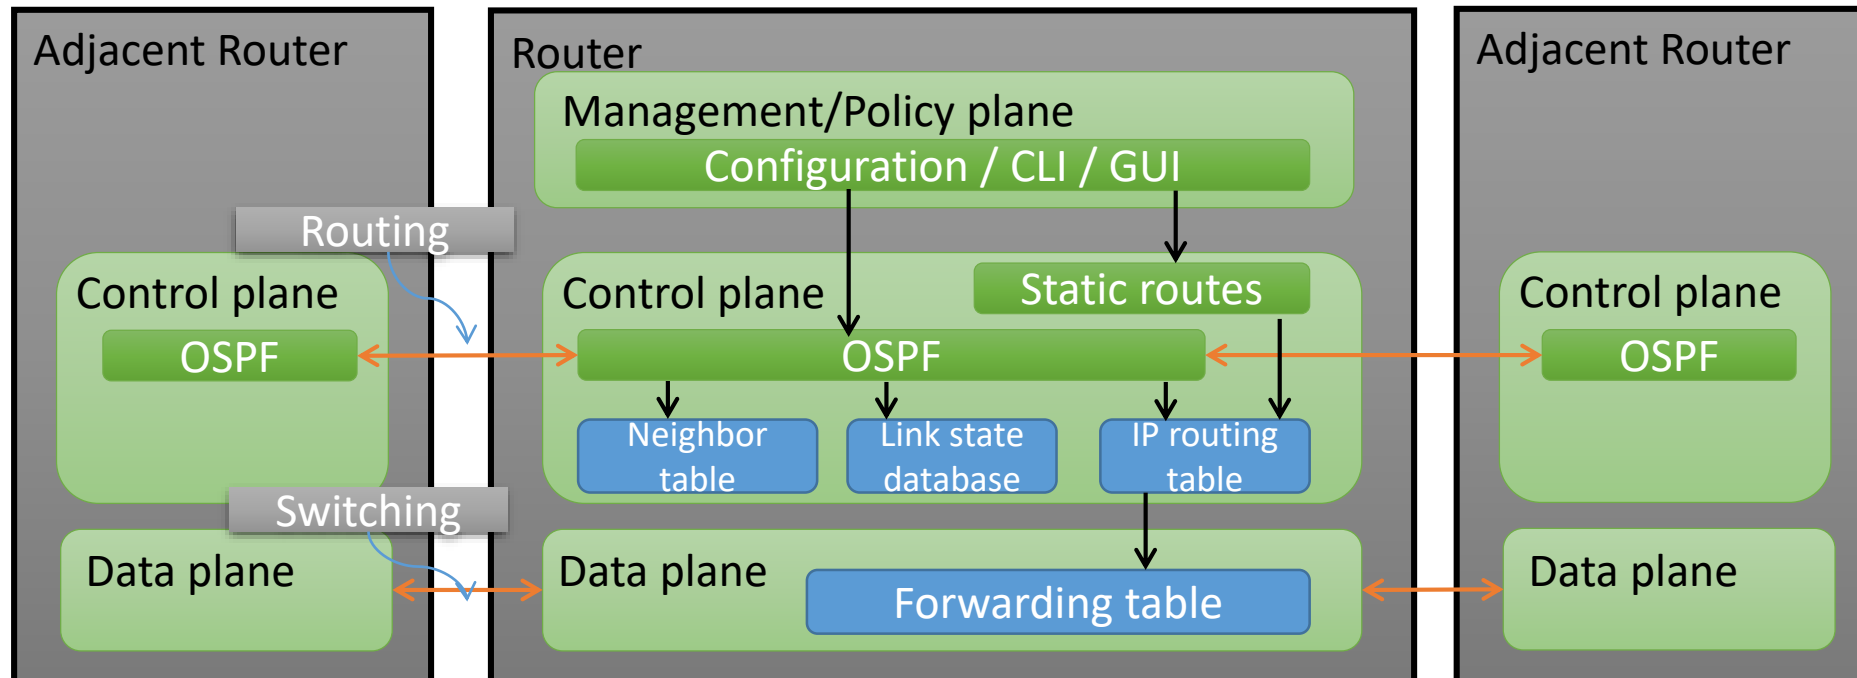 Adjacent Router
Router
Adjacent Router
Management/Policy plane
Configuration / CLI / GUI
Routing
Control plane
OSPF
Control plane
Static routes
OSPF
Neighbor
table
Link state
database
IP routing
table
Control plane
OSPF
Switching
Data plane
Data plane
Forwarding table
Data plane